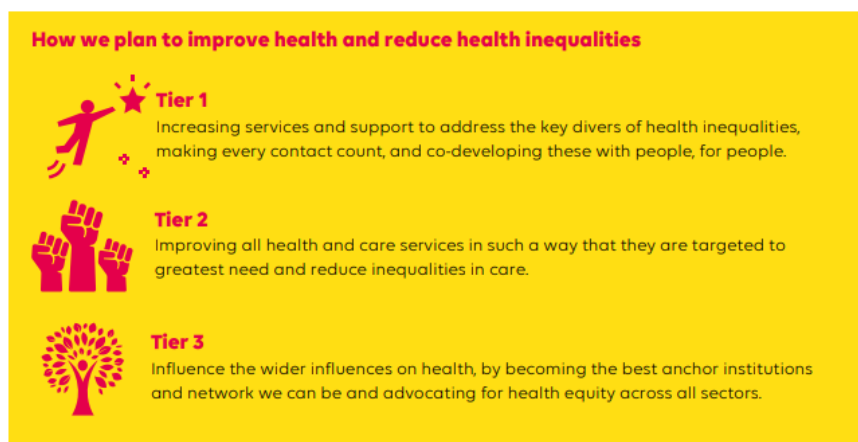 How we plan to improve health and reduce health inequalities
Tier 1
Increasing services and support to address the key divers of health inequalities,
making every contact count, and co-developing these with people, for people.
Tier 2
Improving all health and care services in such a way that they are targeted to
greatest need and reduce inequalities in care.
Tier 3
Influence the wider influences on health, by becoming the best anchor institutions
and network we can be and advocating for health equity across all sectors.